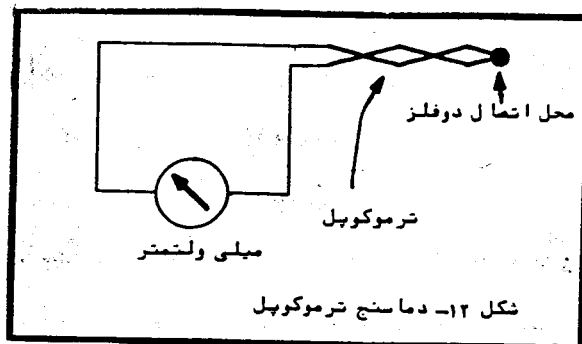 محل اتصال دوفلز
ترموکوپل
میلی ولتمتر
شکل ۱۲- دماسنج ترموکوپل